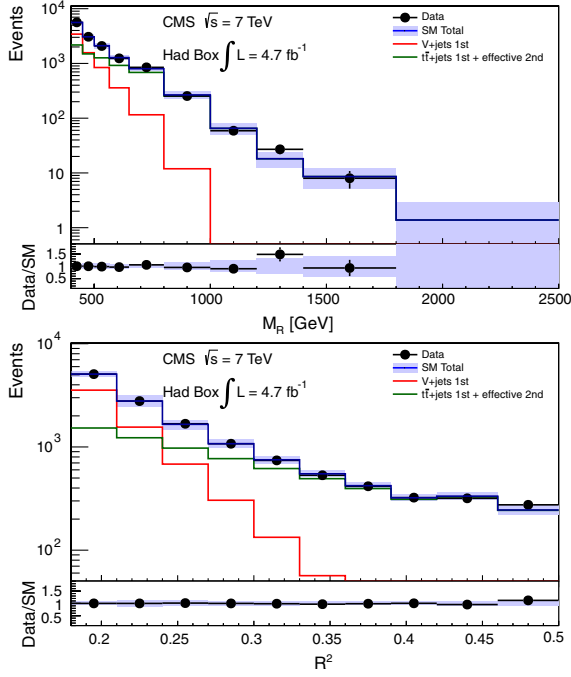 CMS √s = 7 TeV
Had Box ∫ L = 4.7 fb⁻¹
Data
SM Total
V+jets 1st
tt̄+jets 1st + effective 2nd
Events
10⁴
10³
10²
10
1
Data/SM
1.5
1
0.5
500 1000 1500 2000 2500
M_R [GeV]
CMS √s = 7 TeV
Had Box ∫ L = 4.7 fb⁻¹
Data
SM Total
V+jets 1st
tt̄+jets 1st + effective 2nd
Events
10⁴
10³
10²
Data/SM
1.5
1
0.5
0.2 0.25 0.3 0.35 0.4 0.45 0.5
R²